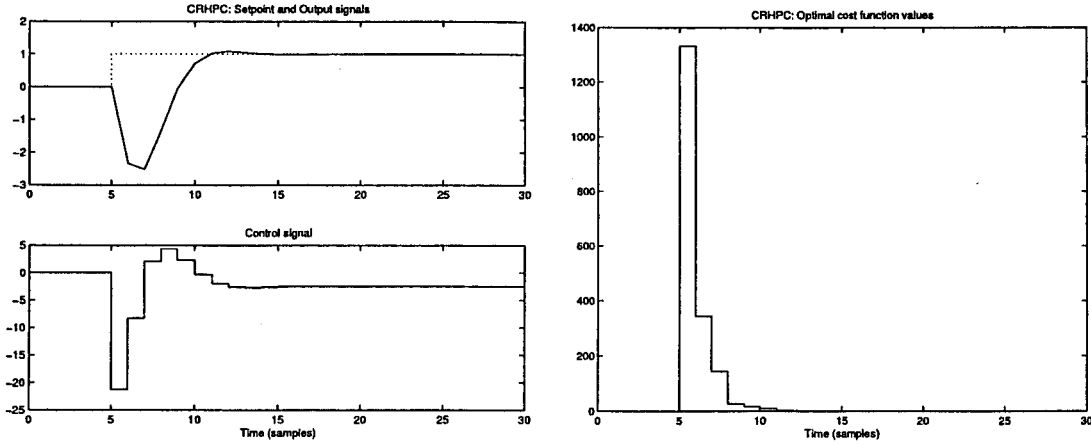 CRHPC: Setpoint and Output signals
2
1
0
−1
−2
−3
0 5 10 15 20 25 30
Control signal
5
0
−5
−10
−15
−20
−25
0 5 10 15 20 25 30
Time (samples)
CRHPC: Optimal cost function values
1400
1200
1000
800
600
400
200
0
0 5 10 15 20 25 30
Time (samples)